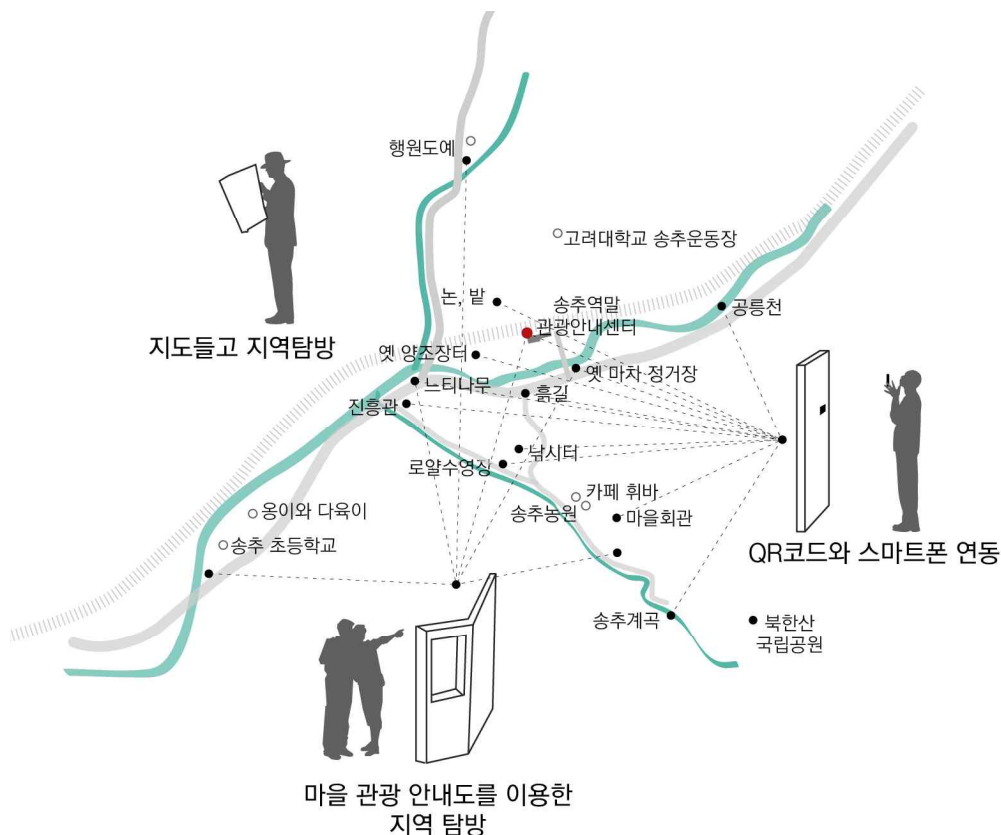 행원도예
고려대학교 송추운동장
논, 밭
송추역말
관광안내센터
공릉천
지도들고 지역탐방
옛 양조장터
옛 마차 정거장
느티나무
흙길
진흥관
낚시터
로얄수영장
카페 휘바
송추농원
마을회관
옹이와 다육이
송추 초등학교
QR코드와 스마트폰 연동
송추계곡
북한산
국립공원
마을 관광 안내도를 이용한
지역 탐방